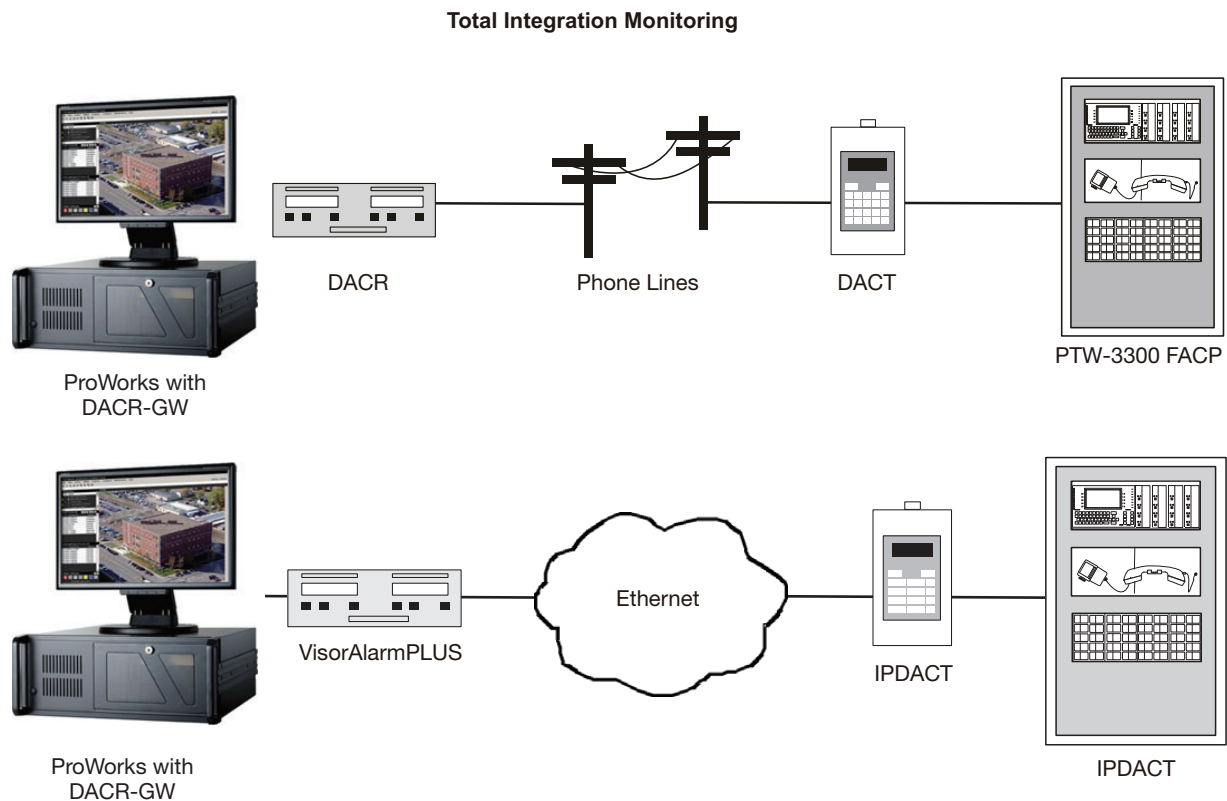 Total Integration Monitoring
DACR
Phone Lines
DACT
PTW-3300 FACP
ProWorks with
DACR-GW
Ethernet
VisorAlarmPLUS
IPDACT
ProWorks with
DACR-GW
IPDACT